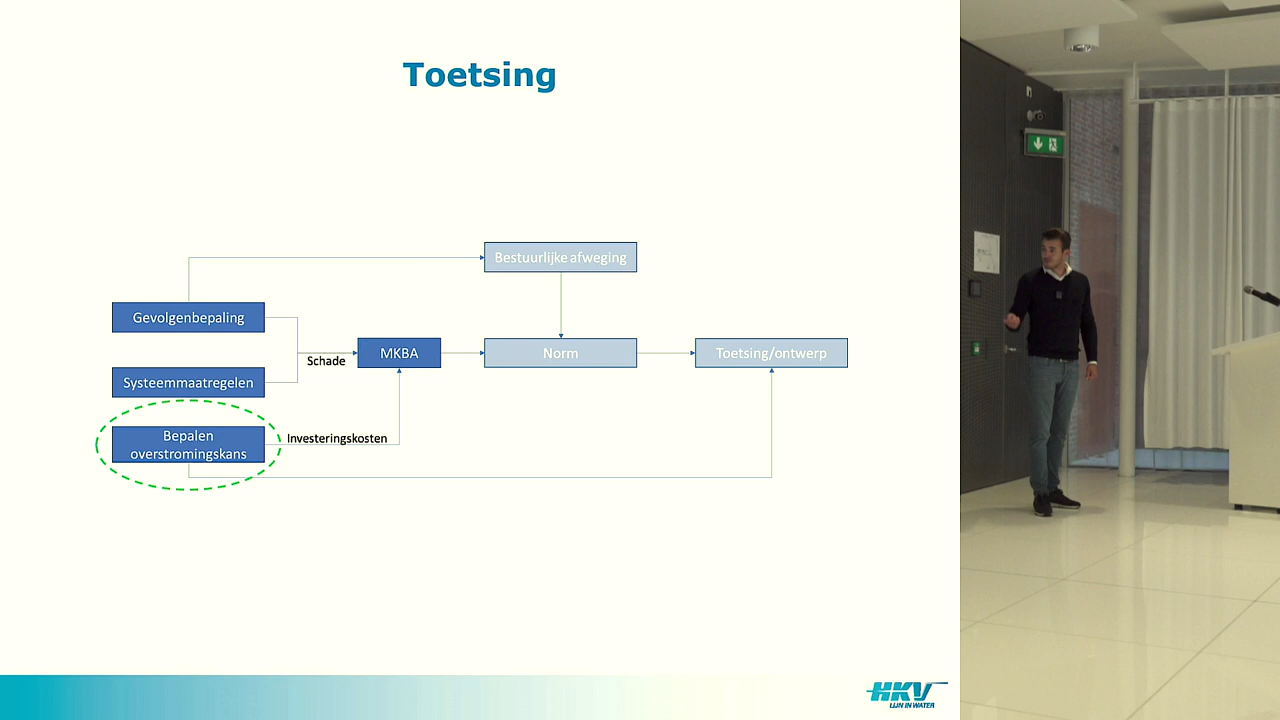 Toetsing
Bestuurlijke afweging
Gevolgenbepaling
Schade
MKBA
Norm
Toetsing/ontwerp
Systeemmaatregelen
Bepalen
overstromingskans
Investeringskosten
HKV
LIJN IN WATER